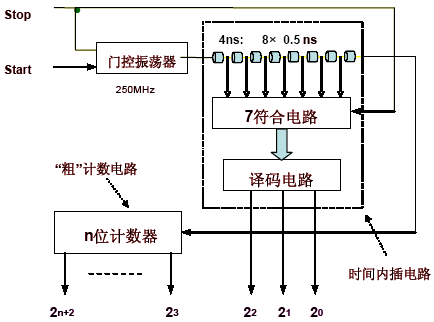 Stop
4ns: 8× 0.5 ns
门控振荡器
Start
250MHz
7符合电路
“粗”计数电路
译码电路
n位计数器
时间内插电路
2n+2 23 22 21 20